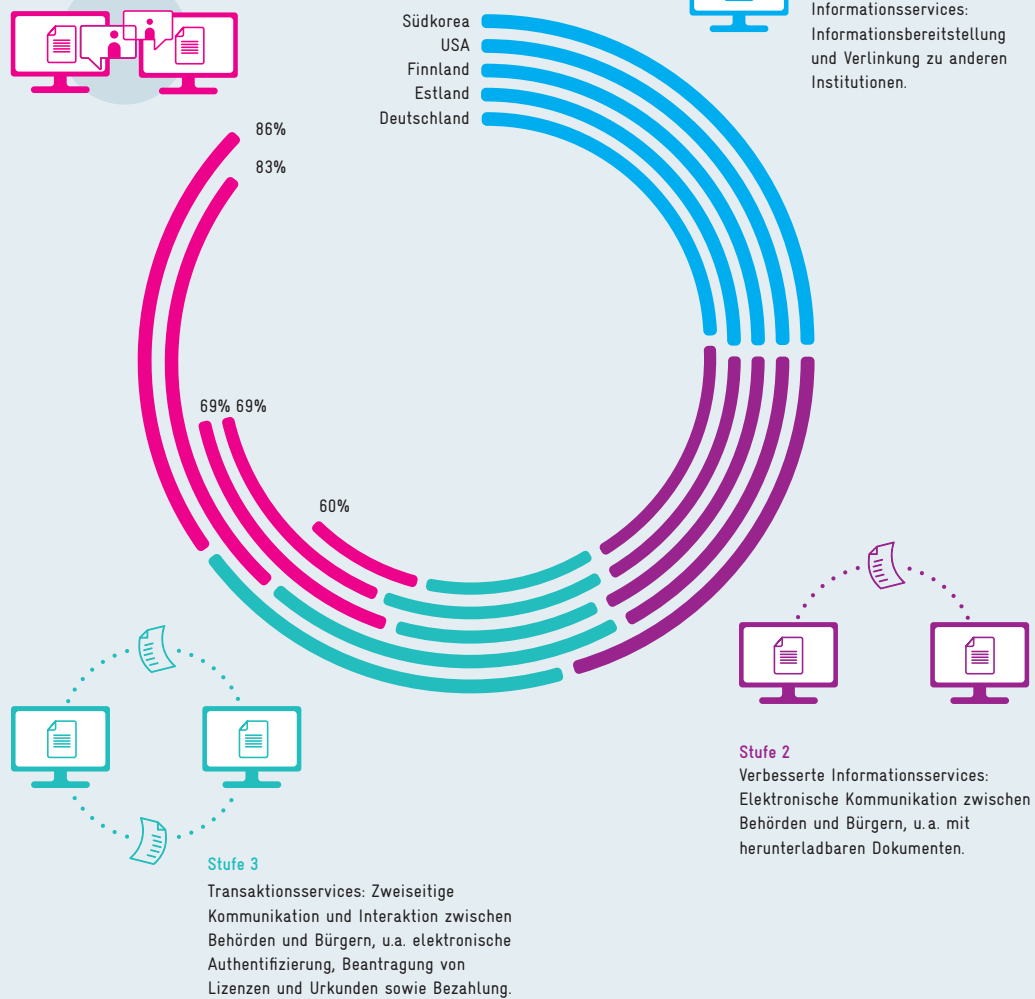 Informationsservices:
Informationsbereitstellung
und Verlinkung zu anderen
Institutionen.
Südkorea
USA
Finnland
Estland
Deutschland
86%
83%
69% 69%
60%
Stufe 2
Verbesserte Informationsservices:
Elektronische Kommunikation zwischen
Behörden und Bürgern, u.a. mit
herunterladbaren Dokumenten.
Stufe 3
Transaktionsservices: Zweiseitige
Kommunikation und Interaktion zwischen
Behörden und Bürgern, u.a. elektronische
Authentifizierung, Beantragung von
Lizenzen und Urkunden sowie Bezahlung.